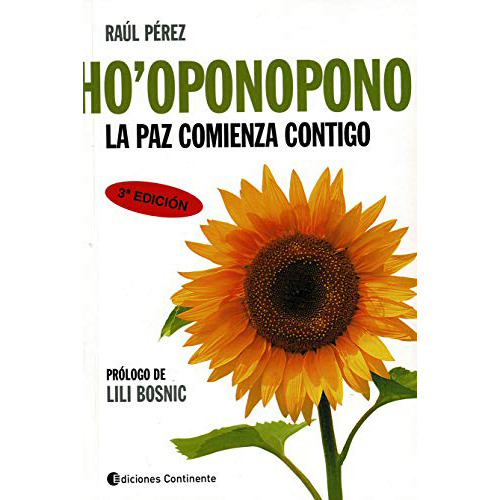 RAÚL PÉREZ
HO'OPONOPONO
LA PAZ COMIENZA CONTIGO
3ª EDICIÓN
PRÓLOGO DE
LILI BOSNIC
Ediciones Continente